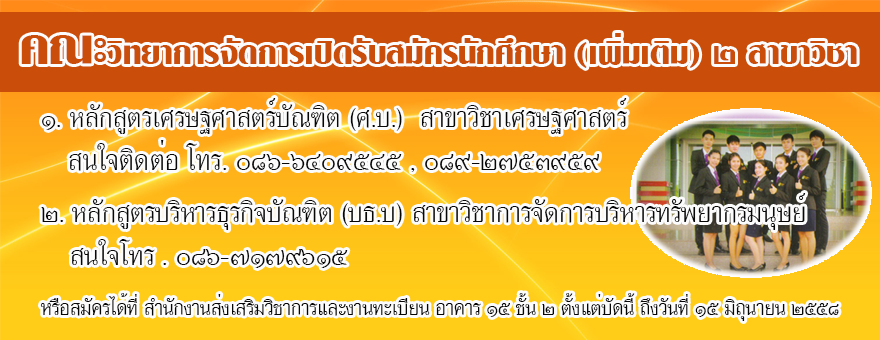 คณะวิทยาการจัดการเปิดรับสมัครนักศึกษา (เพิ่มเติม) ๒ สาขาวิชา
๑. หลักสูตรเศรษฐศาสตร์บัณฑิต (ศ.บ.) สาขาวิชาเศรษฐศาสตร์
สนใจติดต่อ โทร. ๐๘๖-๖๔๐๙๕๔๕ , ๐๘๙-๒๗๕๓๙๕๙
๒. หลักสูตรบริหารธุรกิจบัณฑิต (บธ.บ) สาขาวิชาการจัดการบริหารทรัพยากรมนุษย์
สนใจโทร . ๐๘๖-๗๑๗๙๖๑๕
หรือสมัครได้ที่ สำนักงานส่งเสริมวิชาการและงานทะเบียน อาคาร ๑๕ ชั้น ๒ ตั้งแต่บัดนี้ ถึงวันที่ ๑๕ มิถุนายน ๒๕๕๘